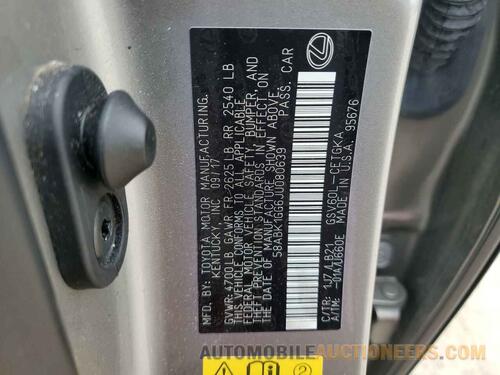 MFD. BY: TOYOTA MOTOR MANUFACTURING,
KENTUCKY, INC. 09/17
GVWR: 4700LB GAWR FR-2625LB RR 2540 LB
THIS VEHICLE CONFORMS TO ALL APPLICABLE
FEDERAL MOTOR VEHICLE SAFETY, BUMPER, AND
THEFT PREVENTION STANDARDS IN EFFECT ON
THE DATE OF MANUFACTURE SHOWN ABOVE.
PASS. CAR
C/TR: 1J7/LB21 GSV60L-CETGKA
A/TM: -01A/U660E MADE IN U.S.A. 95676
AUTOMOBILEAUCTIONEERS.COM